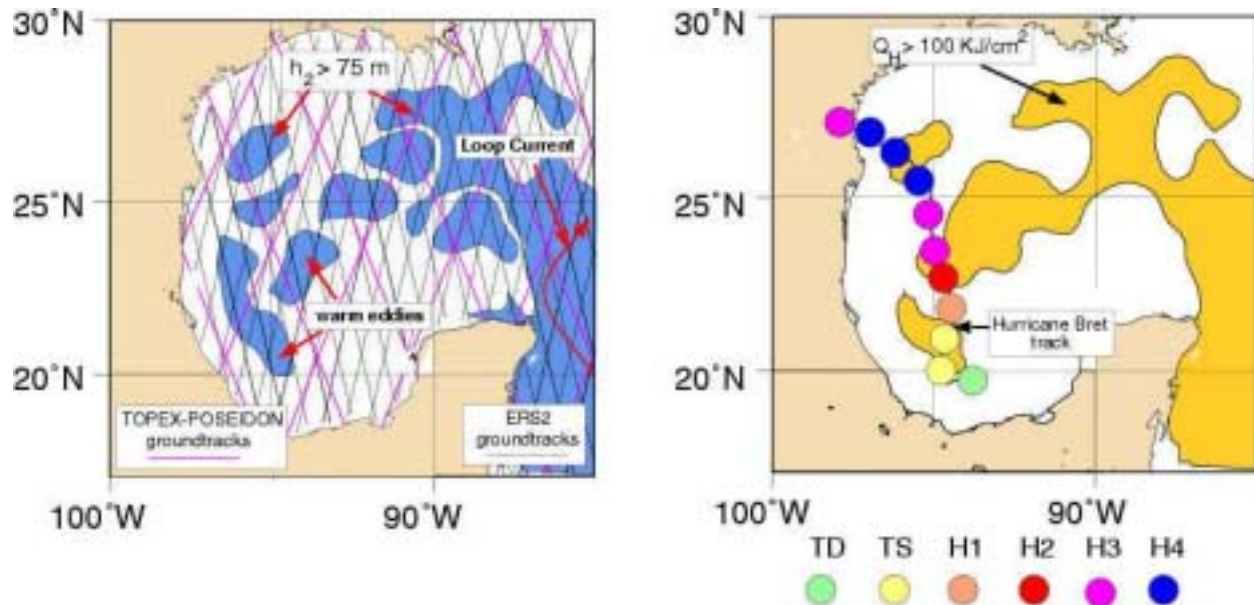 30°N
h₂ > 75 m
Loop Current
25°N
warm eddies
20°N
TOPEX-POSEIDON
groundtracks
ERS2
groundtracks
100°W
90°W
30°N
Q_H > 100 KJ/cm²
25°N
Hurricane Bret
track
20°N
100°W
90°W
TD TS H1 H2 H3 H4